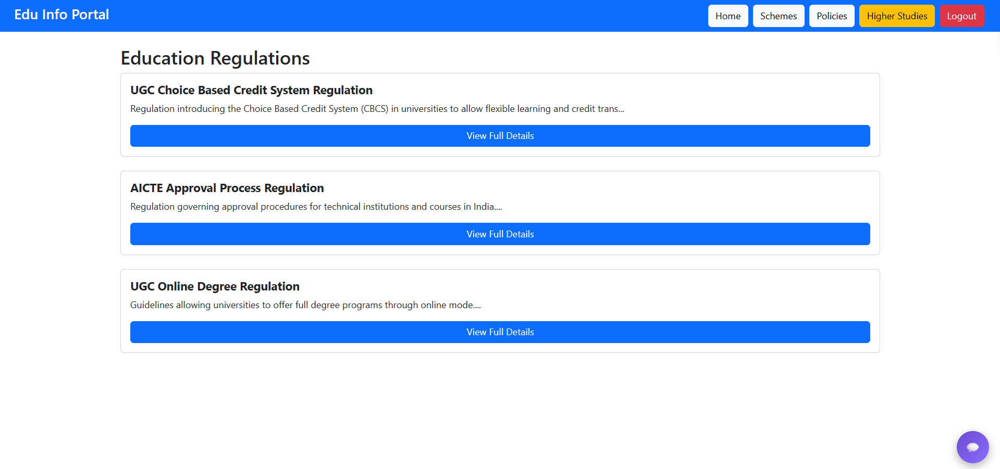 Edu Info Portal
Home
Schemes
Policies
Higher Studies
Logout
Education Regulations
UGC Choice Based Credit System Regulation
Regulation introducing the Choice Based Credit System (CBCS) in universities to allow flexible learning and credit trans...
View Full Details
AICTE Approval Process Regulation
Regulation governing approval procedures for technical institutions and courses in India....
View Full Details
UGC Online Degree Regulation
Guidelines allowing universities to offer full degree programs through online mode....
View Full Details